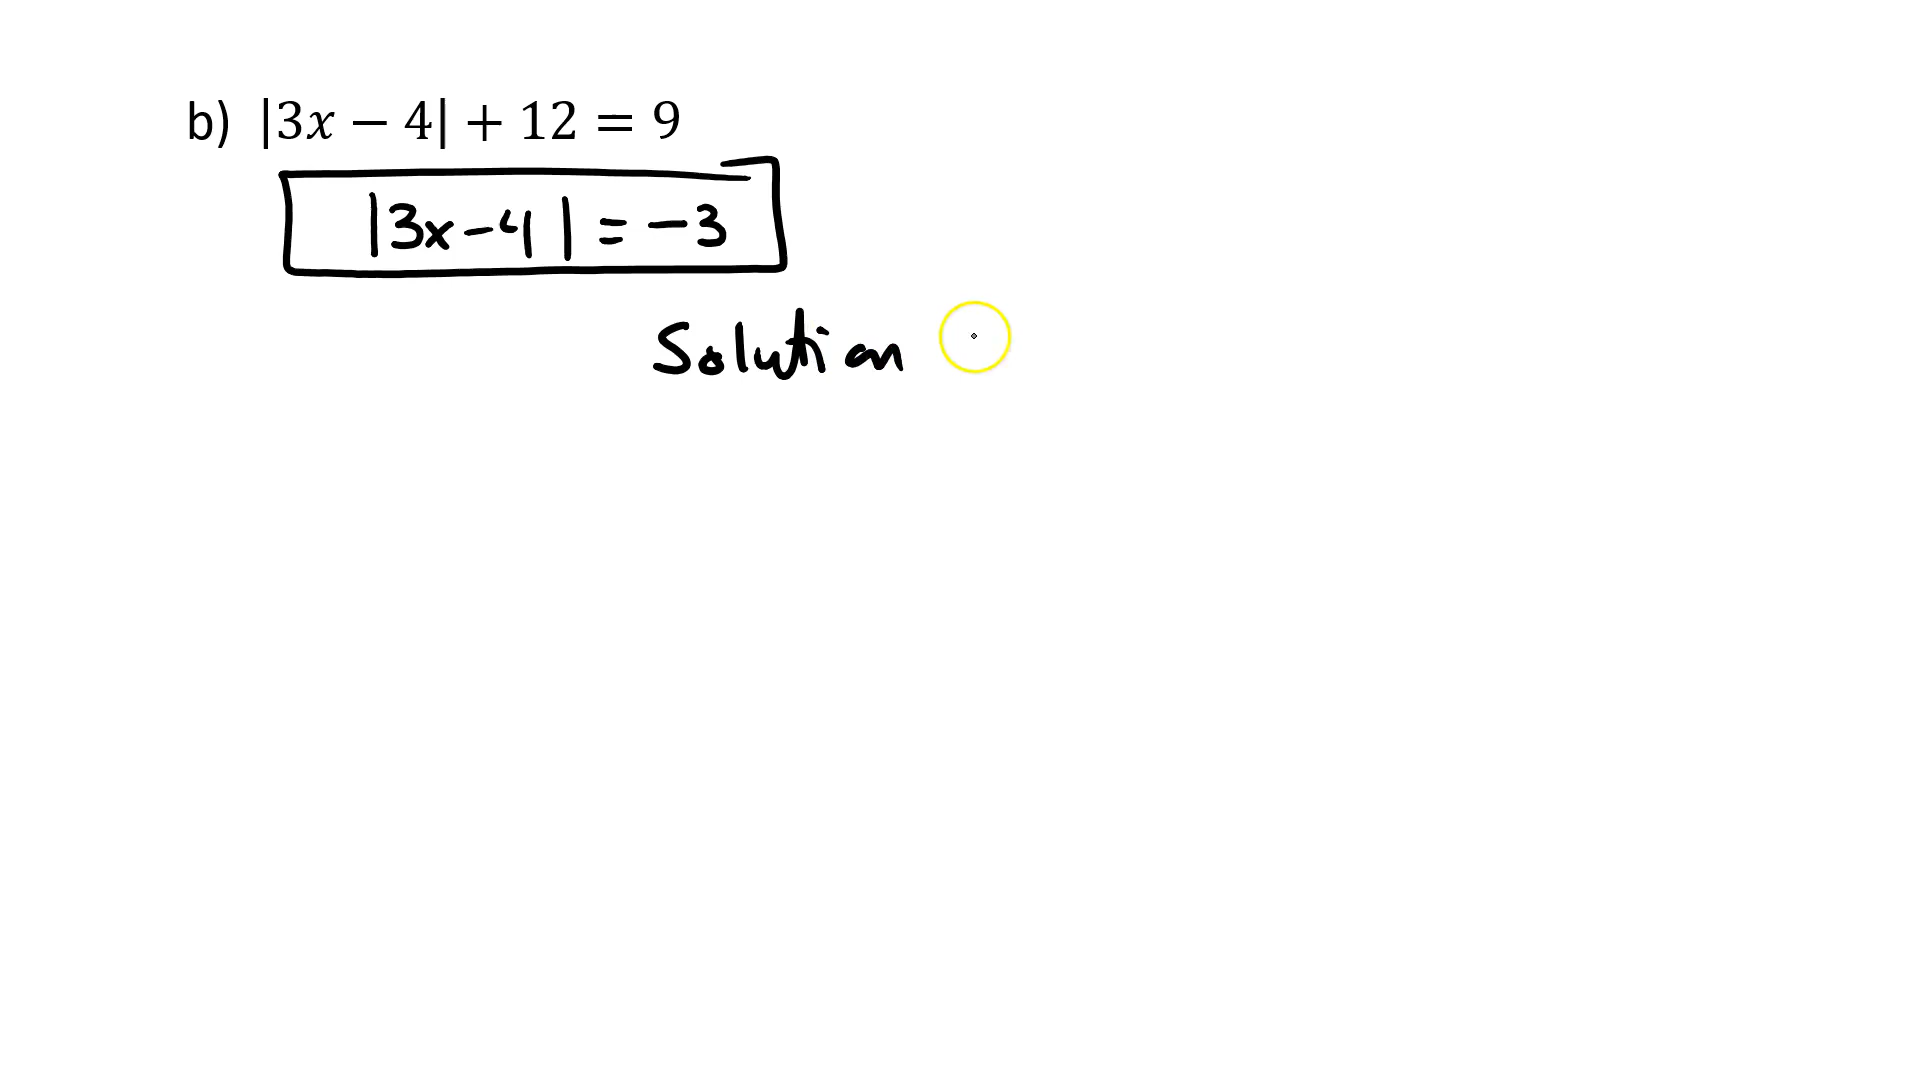 b) |3x − 4| + 12 = 9
|3x-4| = -3
Solution